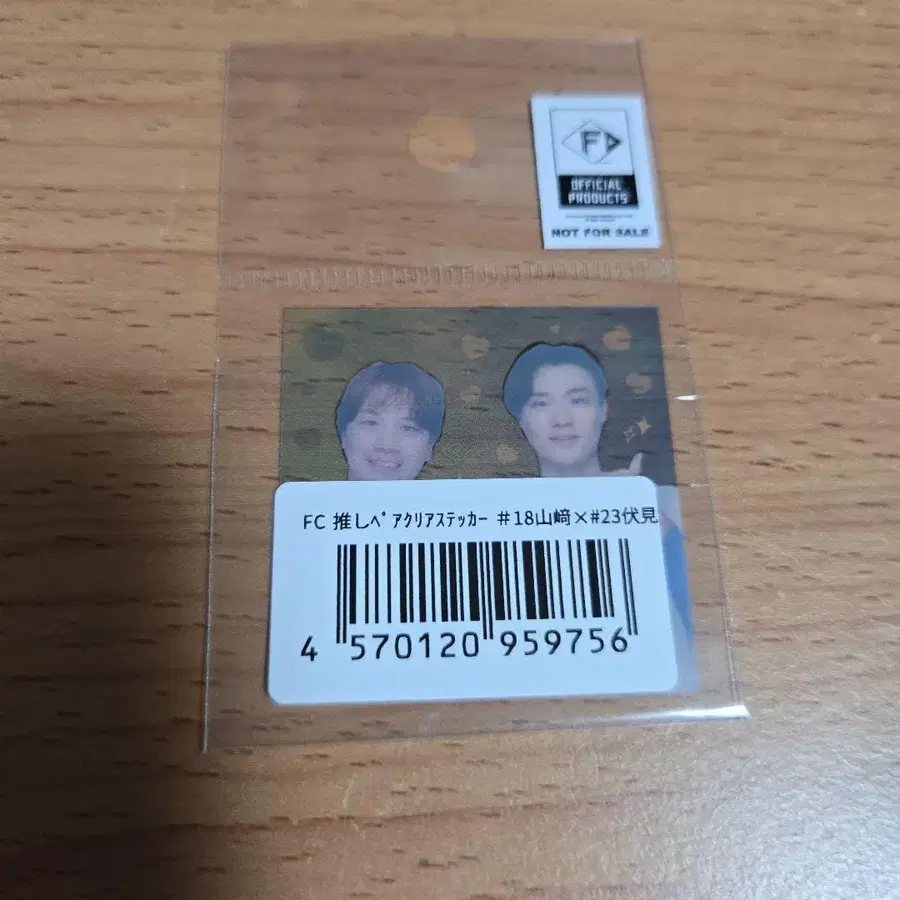 F
OFFICIAL
PRODUCTS
NOT FOR SALE
FC 推しペアクリアステッカー #18山﨑×#23伏見
4 570120 959756